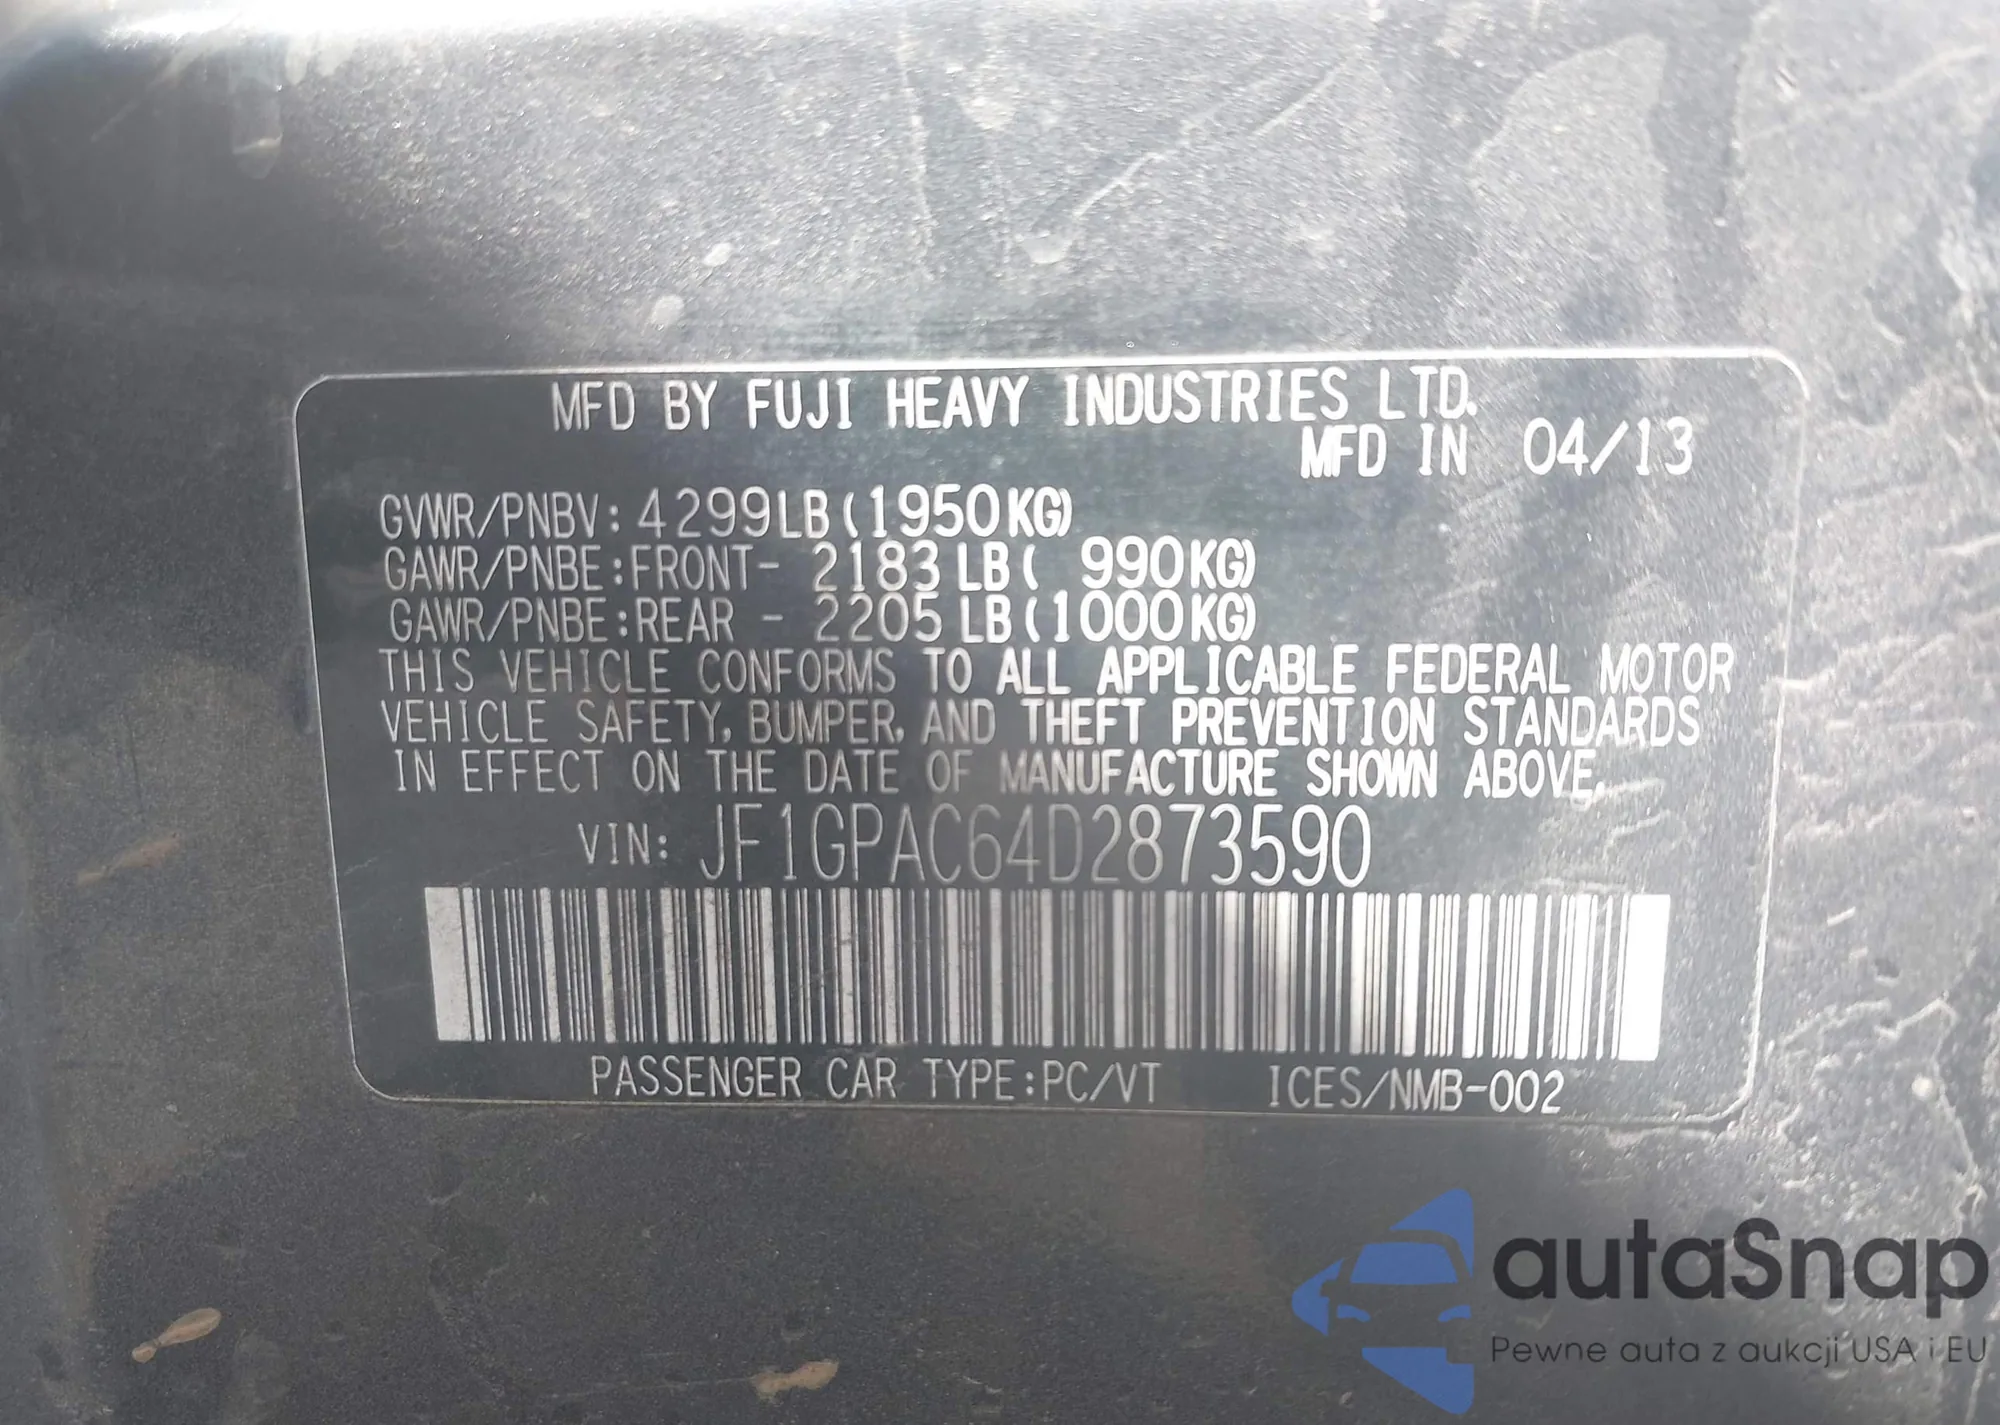 MFD BY FUJI HEAVY INDUSTRIES LTD.
MFD IN 04/13
GVWR/PNBV: 4299LB(1950KG)
GAWR/PNBE:FRONT- 2183LB( 990KG)
GAWR/PNBE:REAR - 2205LB(1000KG)
THIS VEHICLE CONFORMS TO ALL APPLICABLE FEDERAL MOTOR
VEHICLE SAFETY, BUMPER, AND THEFT PREVENTION STANDARDS
IN EFFECT ON THE DATE OF MANUFACTURE SHOWN ABOVE.
VIN: JF1GPAC64D2873590
PASSENGER CAR TYPE:PC/VT ICES/NMB-002
autaSnap
Pewne auta z aukcji USA i EU